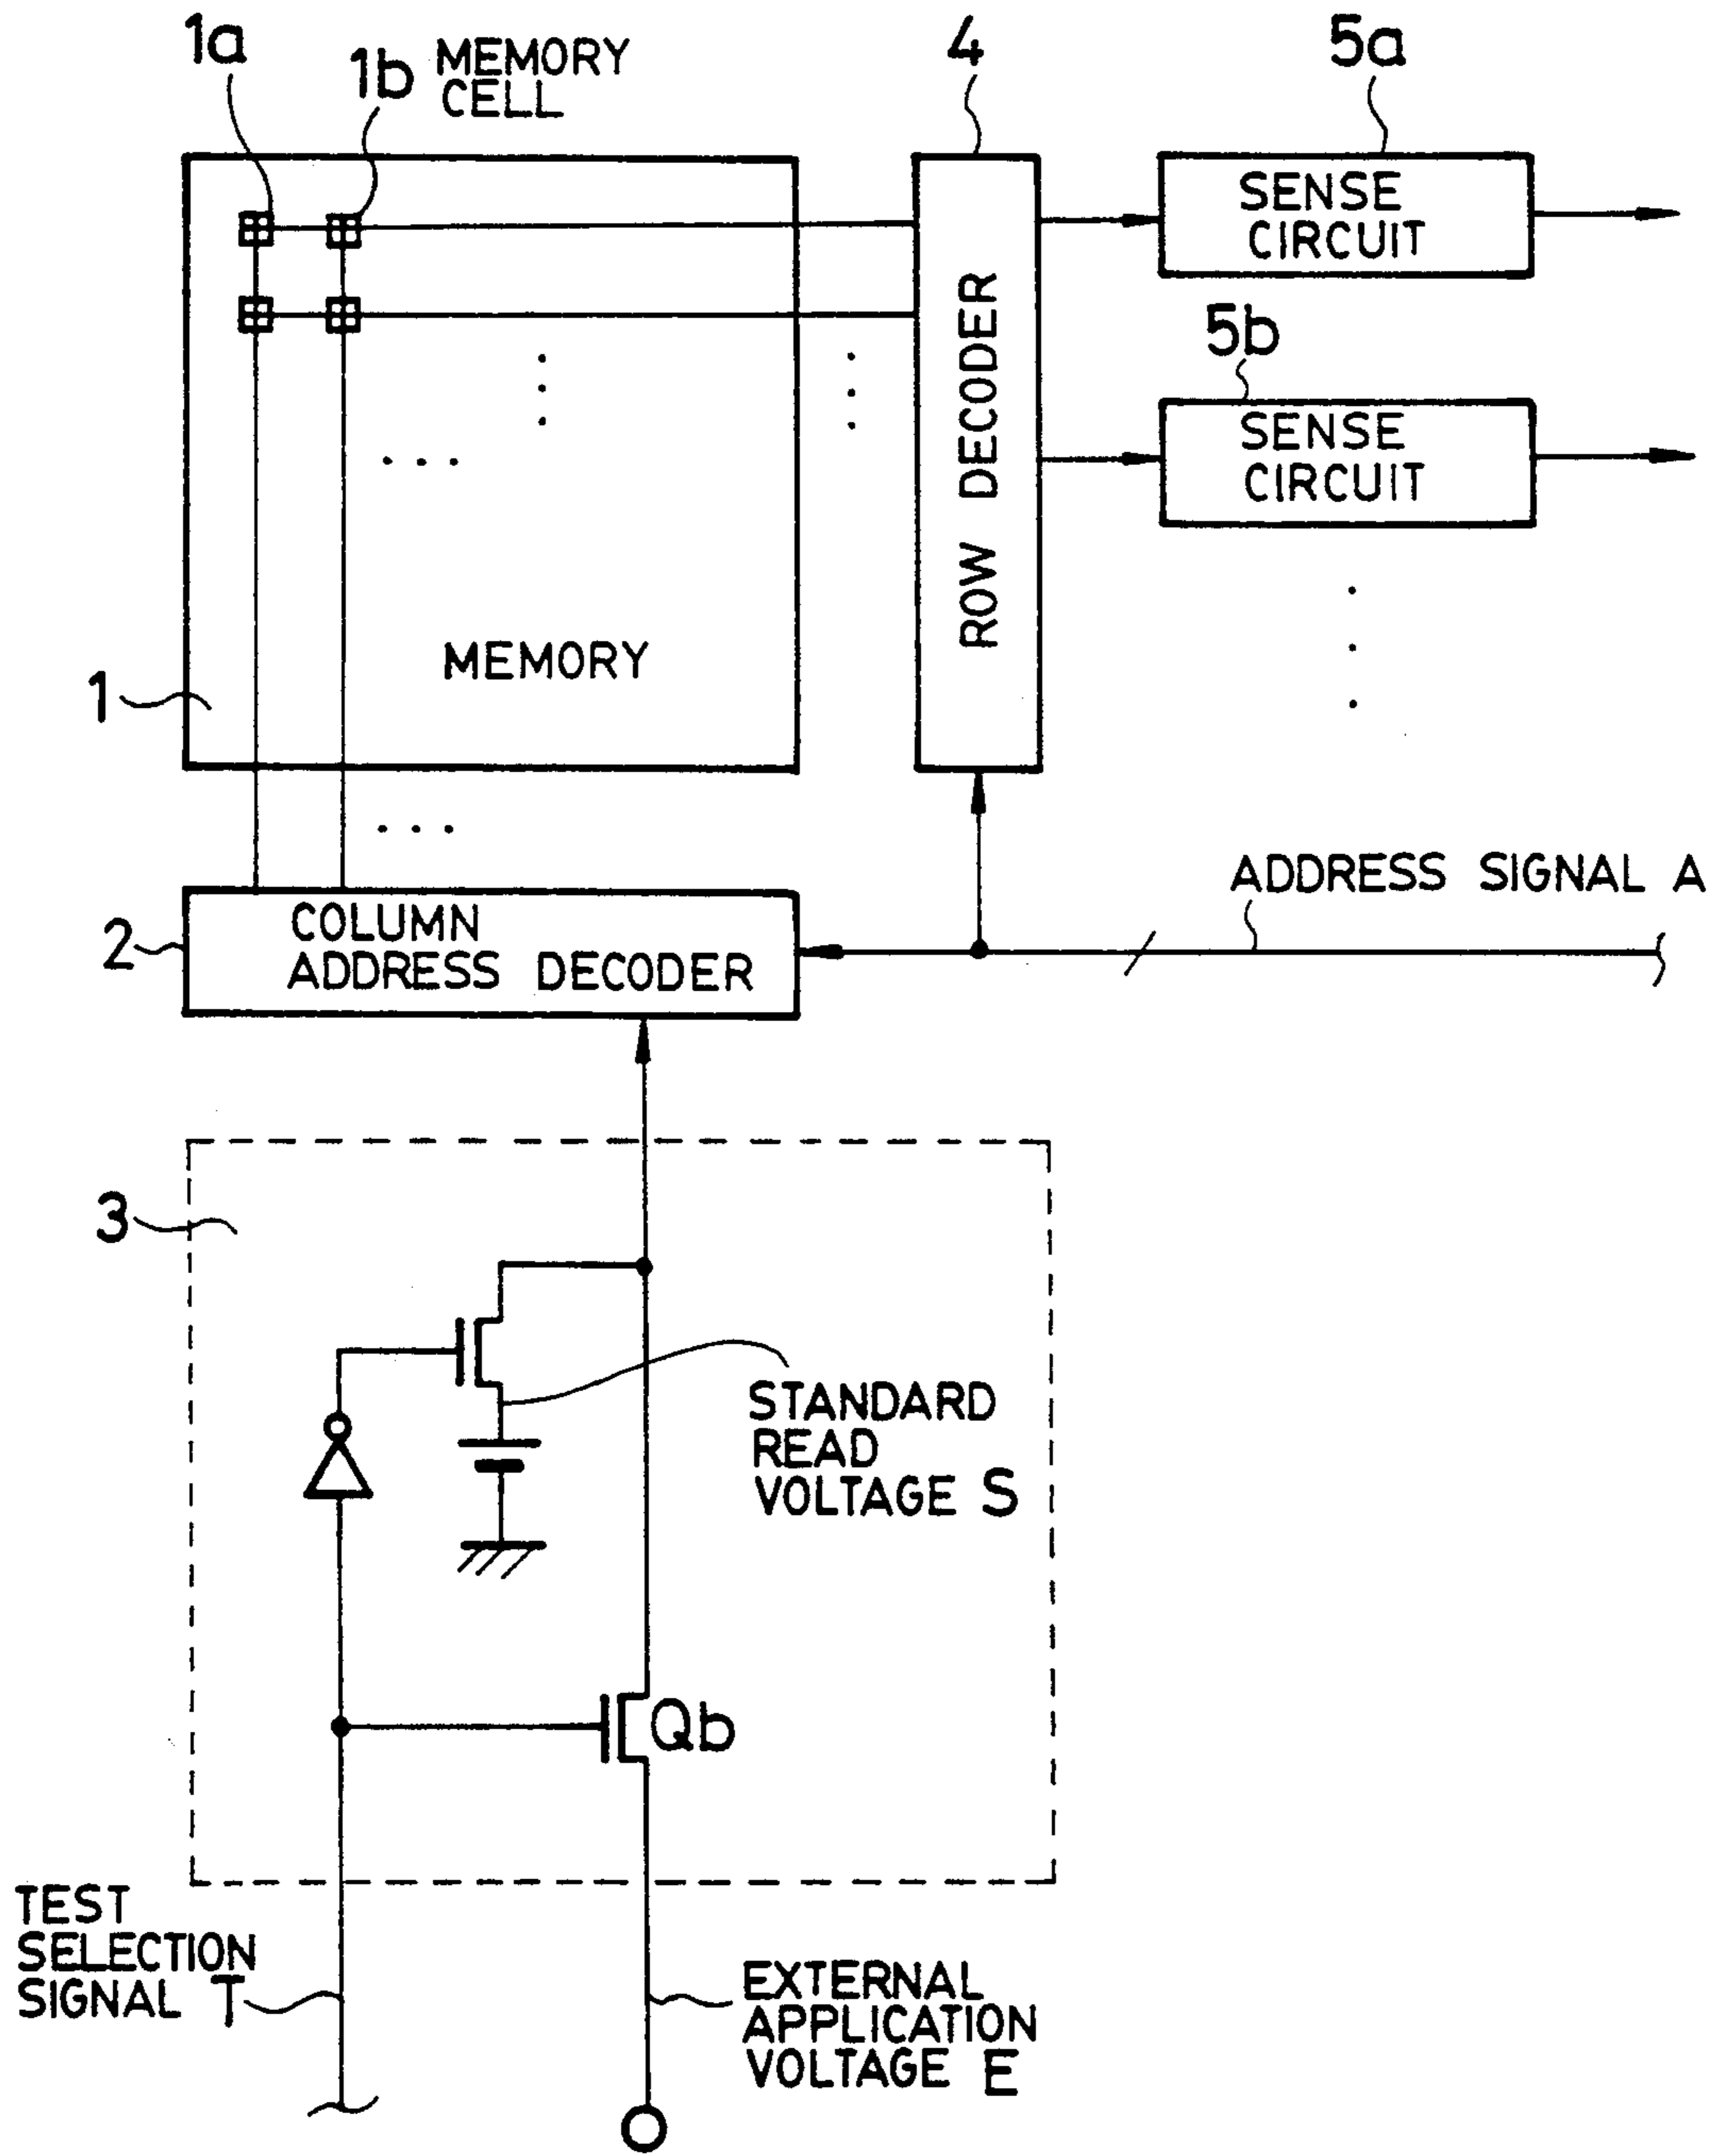 1a
1b
MEMORY
CELL
4
5a
SENSE
CIRCUIT
5b
SENSE
CIRCUIT
ROW DECODER
MEMORY
1
ADDRESS SIGNAL A
2
COLUMN
ADDRESS DECODER
3
STANDARD
READ
VOLTAGE S
Qb
TEST
SELECTION
SIGNAL T
EXTERNAL
APPLICATION
VOLTAGE E